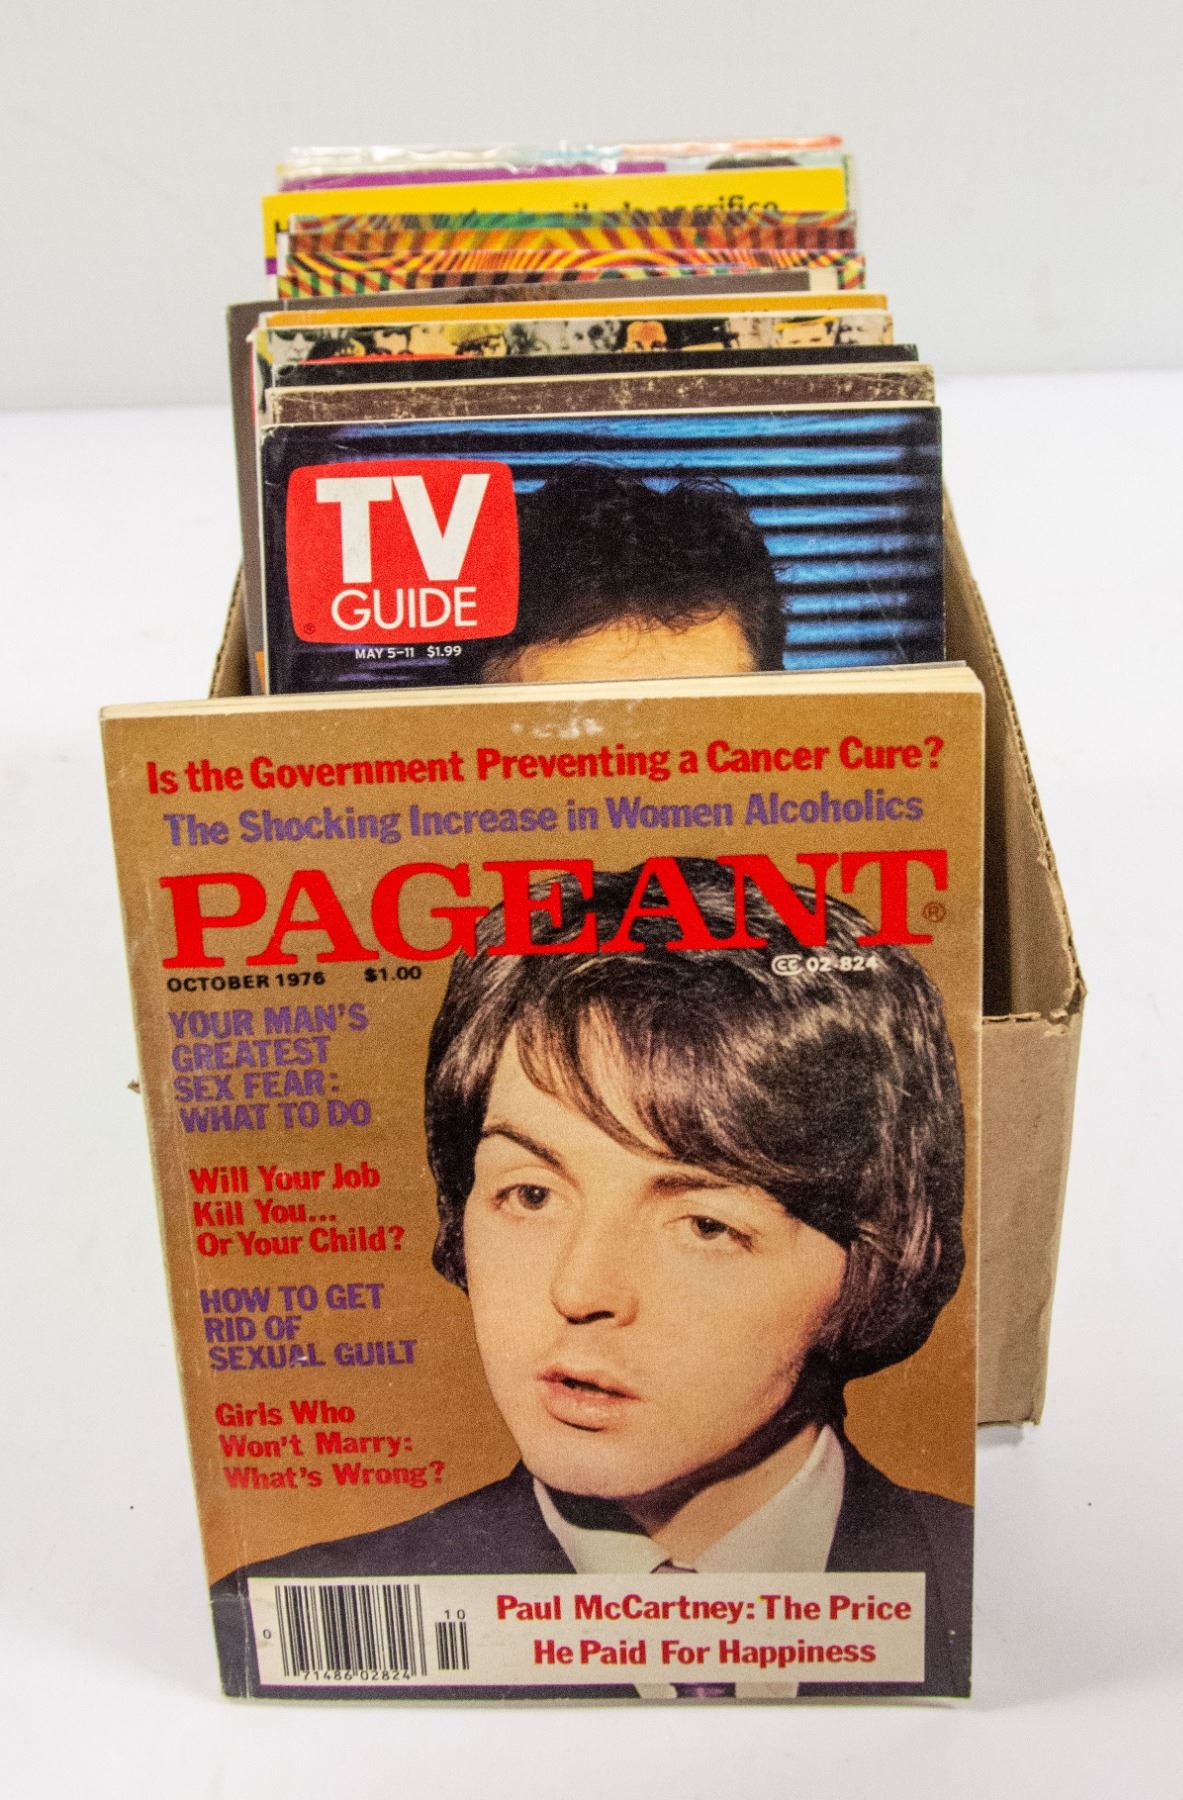 sacrifice
TV
GUIDE
®
MAY 5-11 $1.99
Is the Government Preventing a Cancer Cure?
The Shocking Increase in Women Alcoholics
PAGEANT®
OCTOBER 1976 $1.00
CC 02-824
YOUR MAN'S
GREATEST
SEX FEAR:
WHAT TO DO
Will Your Job
Kill You...
Or Your Child?
HOW TO GET
RID OF
SEXUAL GUILT
Girls Who
Won't Marry:
What's Wrong?
Paul McCartney: The Price
He Paid For Happiness
10
0
71486 02824